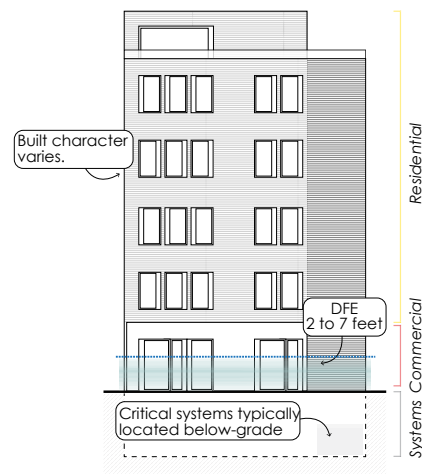 Built character
varies.
Residential
DFE
2 to 7 feet
Commercial
Critical systems typically
located below-grade
Systems